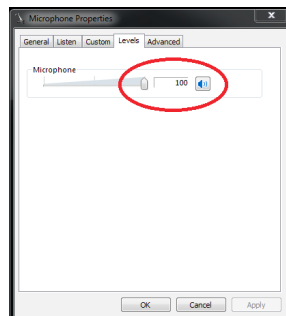 Microphone Properties
General Listen Custom Levels Advanced
Microphone
100
OK Cancel Apply